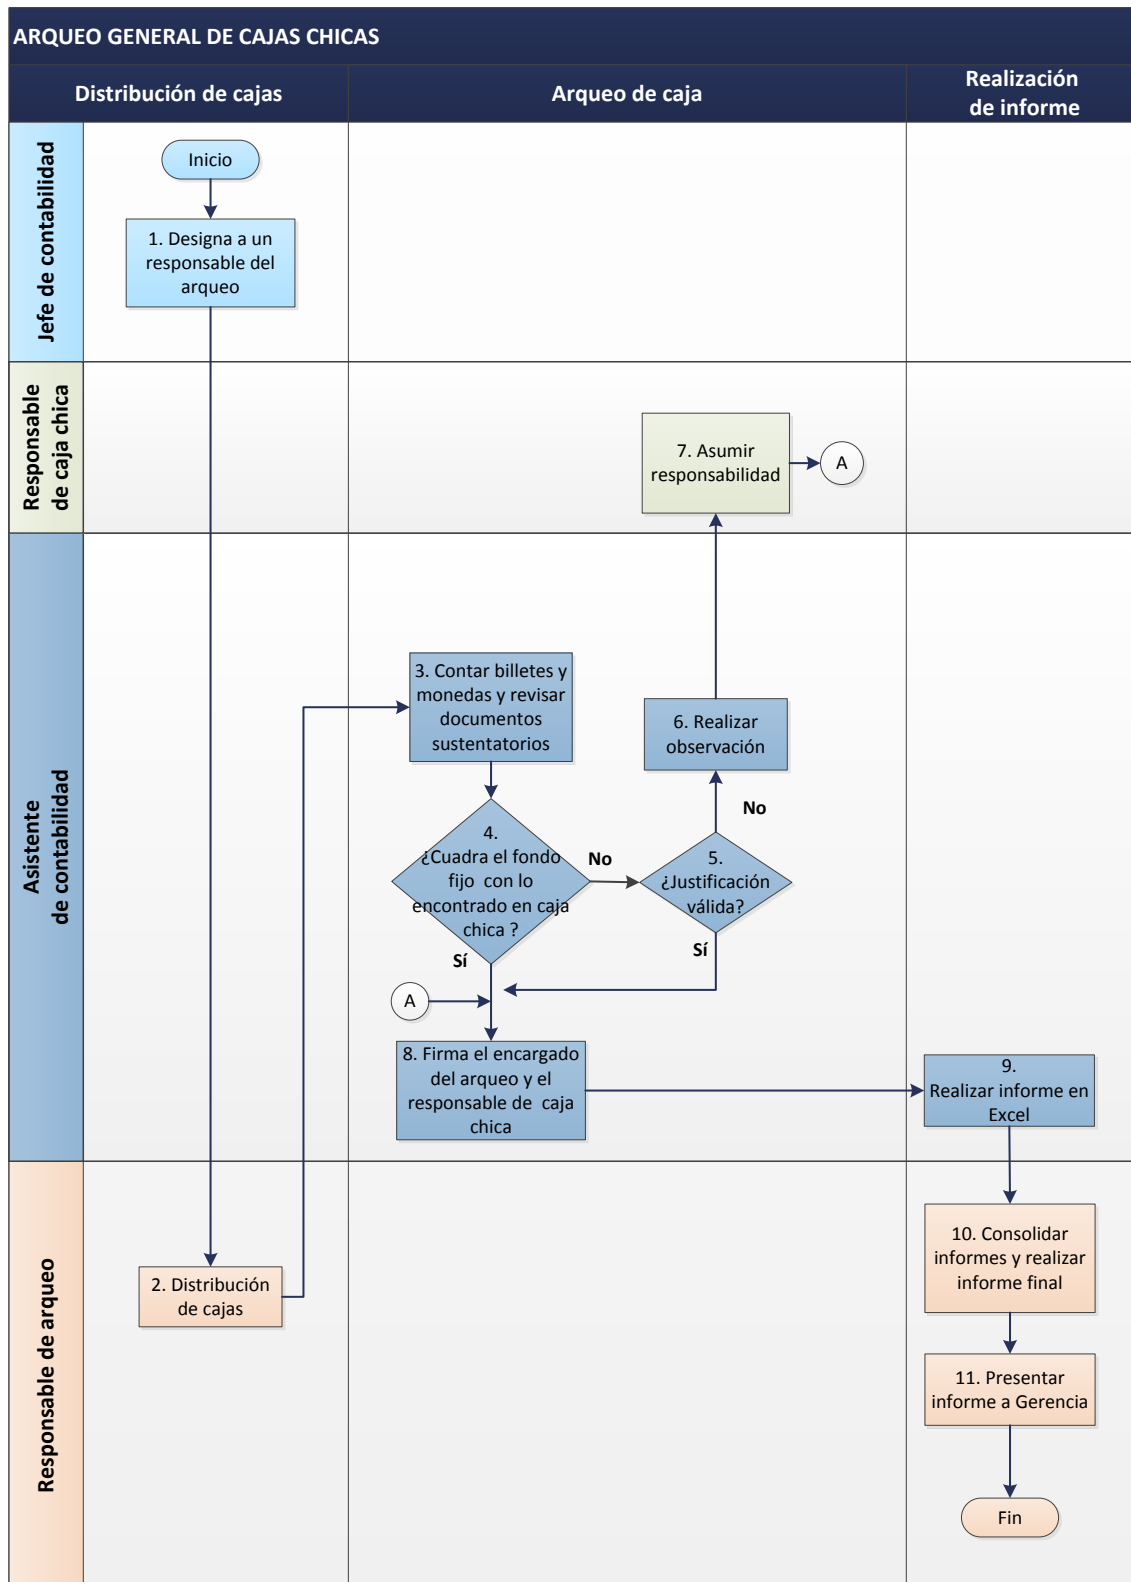 ARQUEO GENERAL DE CAJAS CHICAS
Distribución de cajas
Arqueo de caja
Realización
de informe
Jefe de contabilidad
Inicio
1. Designa a un
responsable del
arqueo
Responsable
de caja chica
7. Asumir
responsabilidad
A
Asistente
de contabilidad
3. Contar billetes y
monedas y revisar
documentos
sustentatorios
6. Realizar
observación
No
4.
¿Cuadra el fondo
fijo con lo
encontrado en caja
chica ?
No
5.
¿Justificación
válida?
Sí
Sí
A
8. Firma el encargado
del arqueo y el
responsable de caja
chica
9.
Realizar informe en
Excel
Responsable de arqueo
2. Distribución
de cajas
10. Consolidar
informes y realizar
informe final
11. Presentar
informe a Gerencia
Fin